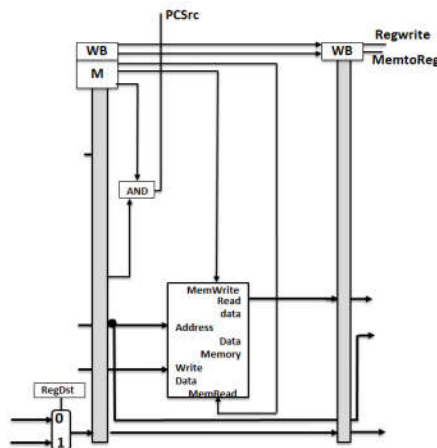 PCSrc
WB
WB
Regwrite
MemtoReg
M
AND
MemWrite
Read
data
Address
Data
Memory
Write
Data
MemRead
RegDst
0
1